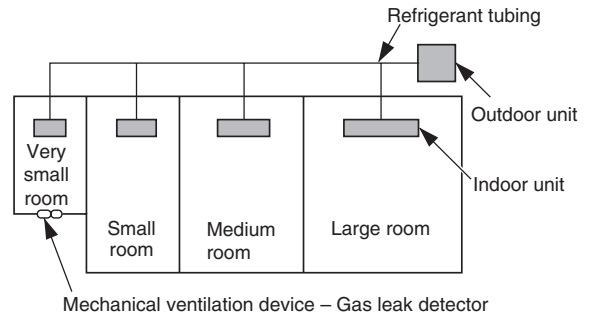 Refrigerant tubing
Outdoor unit
Indoor unit
Very
small
room
Small
room
Medium
room
Large room
Mechanical ventilation device – Gas leak detector